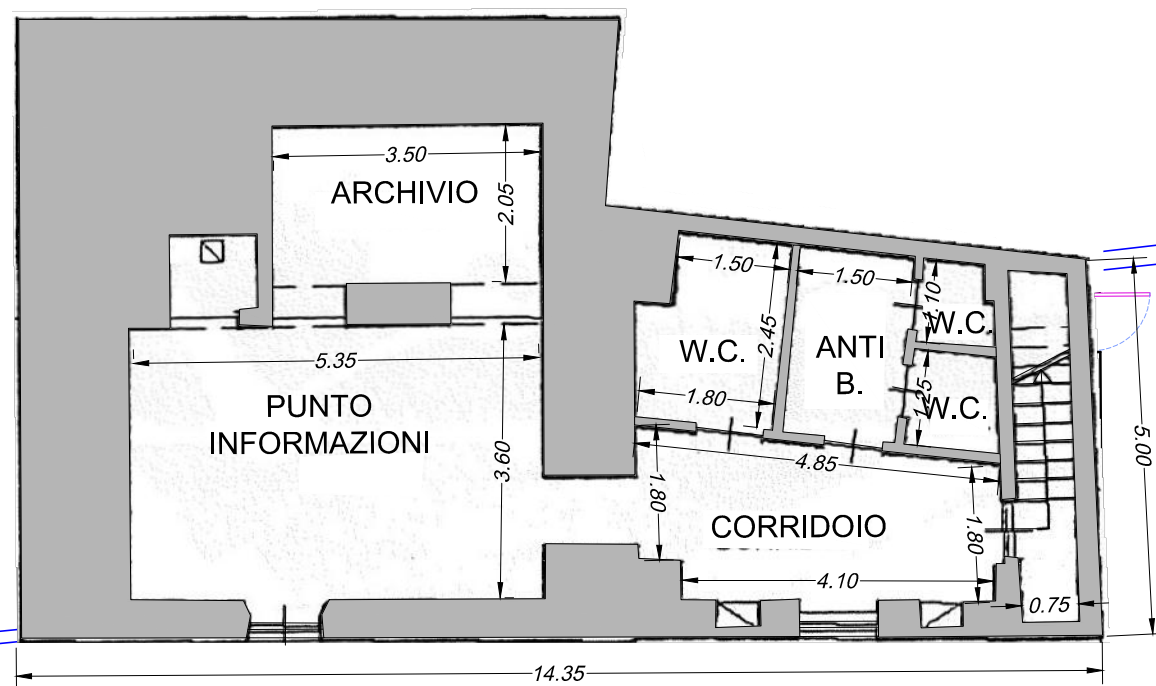 3.50
ARCHIVIO
2.05
1.50
1.50
1.10
W.C.
2.45
W.C.
ANTI
B.
5.35
1.80
1.25
W.C.
PUNTO
INFORMAZIONI
3.60
4.85
5.00
1.80
CORRIDOIO
1.80
4.10
0.75
14.35